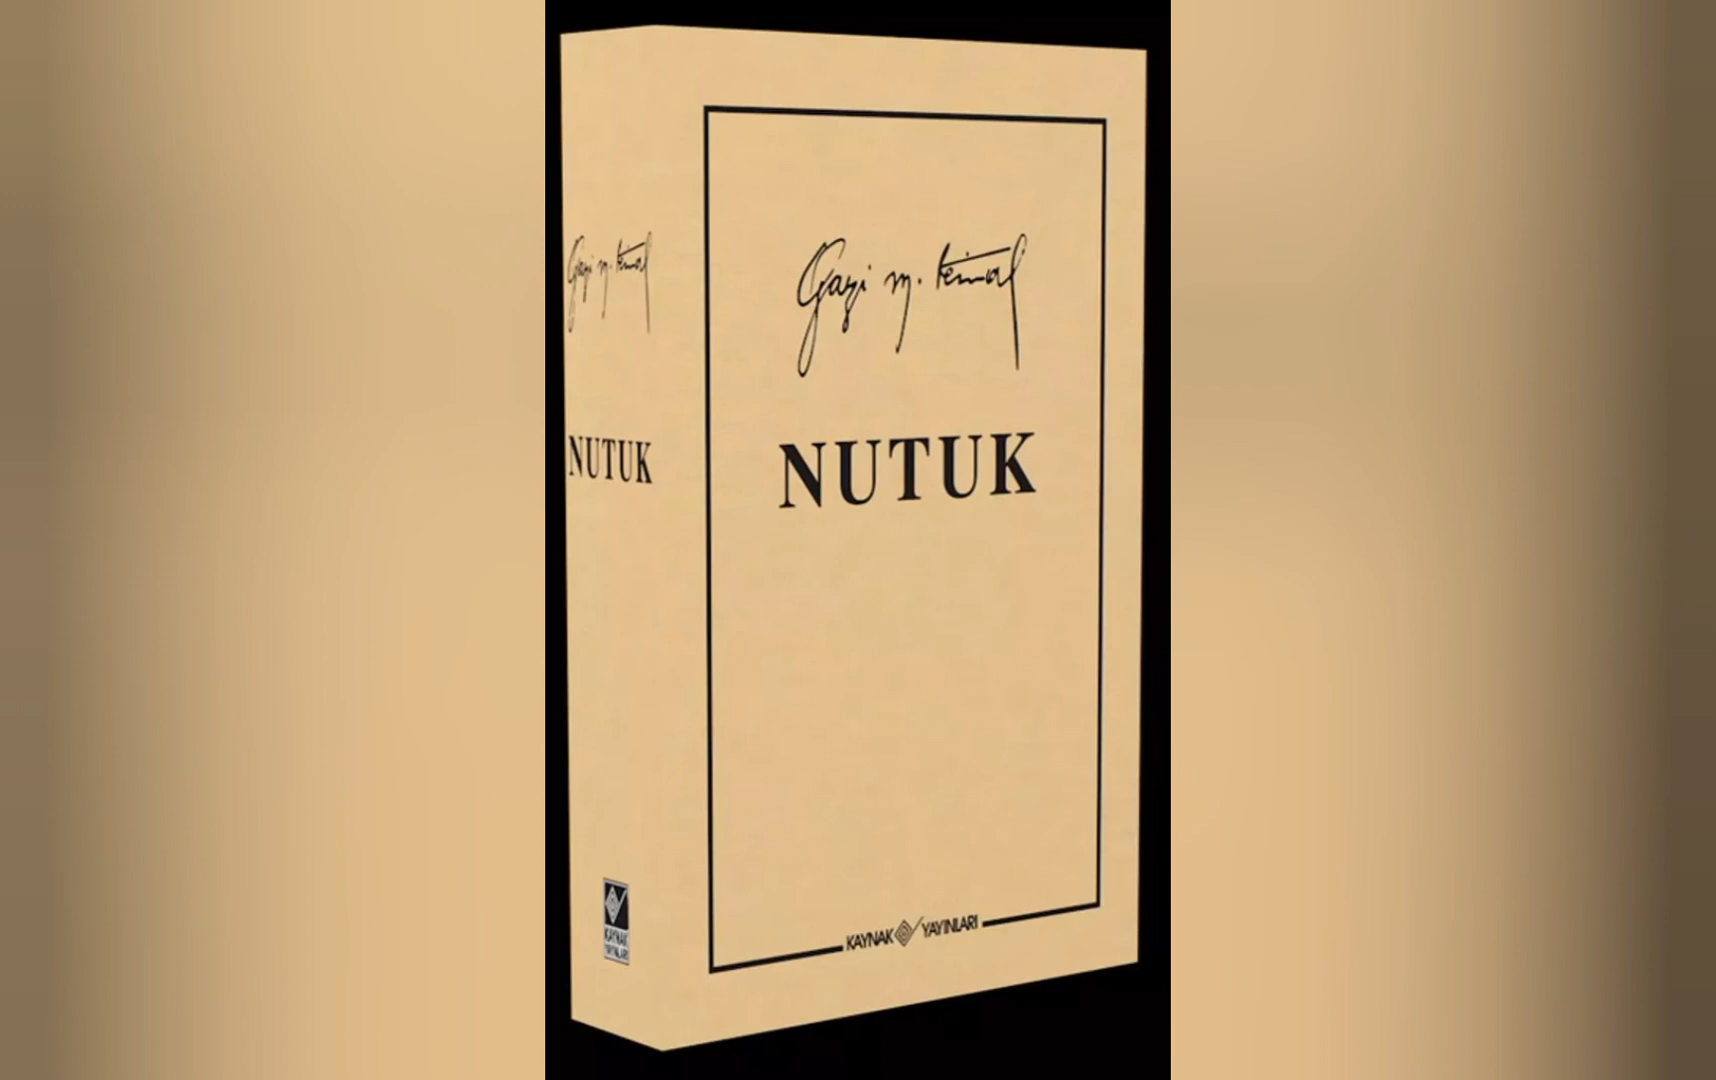 Gazi M. Kemal
NUTUK
KAYNAK
YAYINLARI
Gazi M. Kemal
NUTUK
KAYNAK YAYINLARI